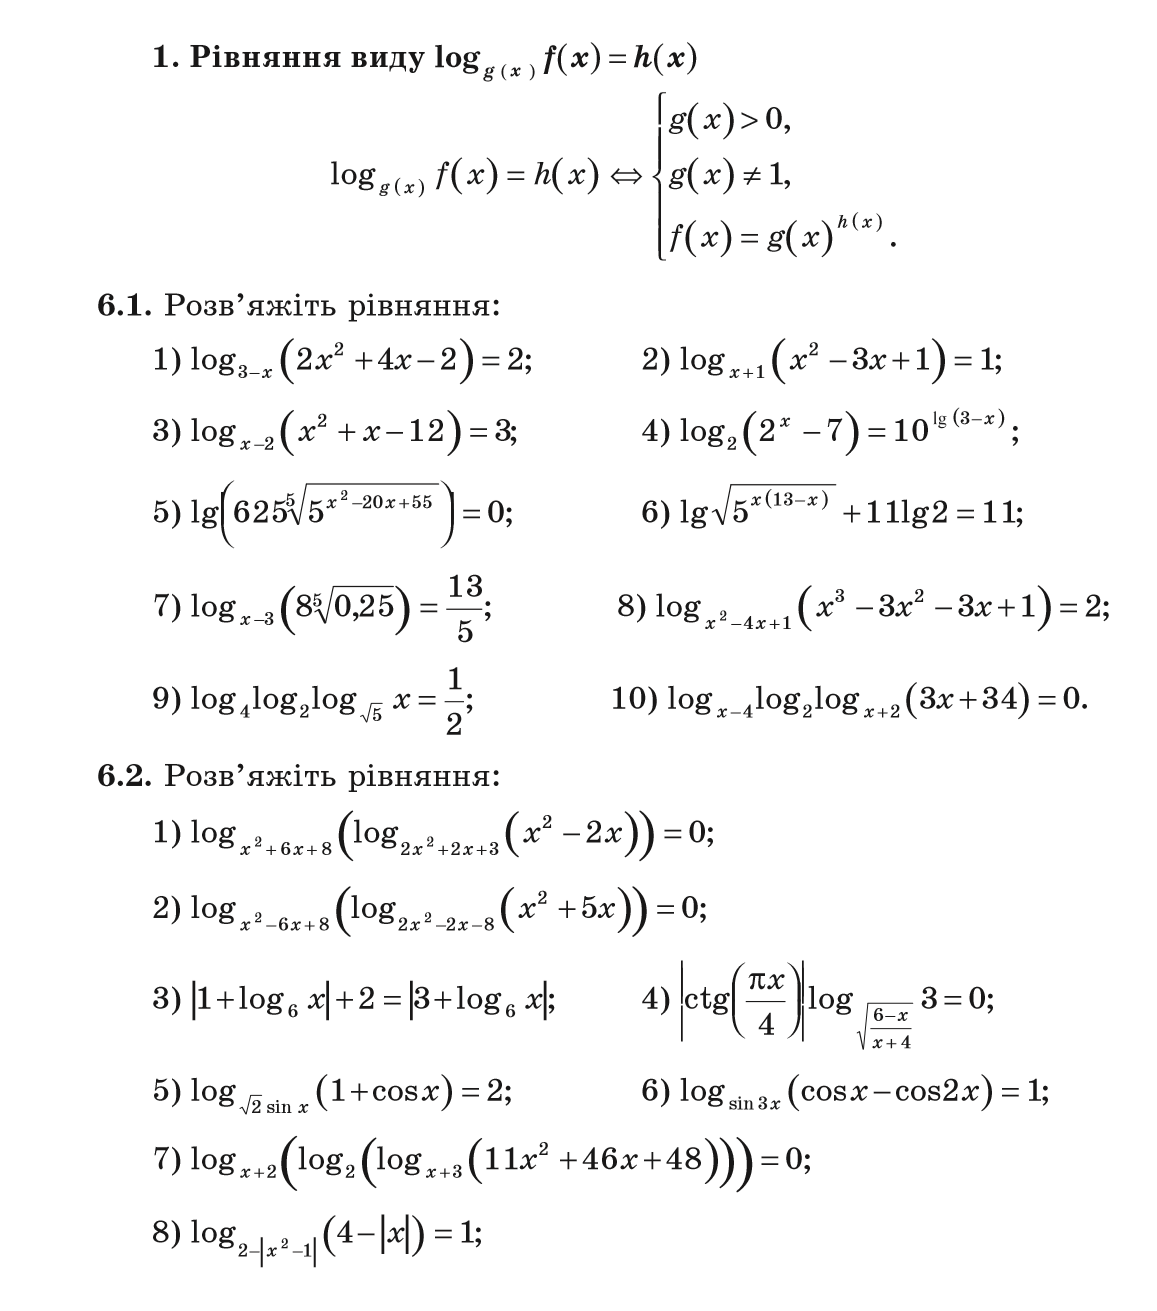 1. Рівняння виду log_{g(x)} f(x) = h(x)
log_{g(x)} f(x) = h(x) ⇔ { g(x) > 0,
g(x) ≠ 1,
f(x) = g(x)^{h(x)}.
6.1. Розв’яжіть рівняння:
1) log_{3−x}(2x² + 4x − 2) = 2; 2) log_{x+1}(x² − 3x + 1) = 1;
3) log_{x−2}(x² + x − 12) = 3; 4) log₂(2^x − 7) = 10^{lg(3−x)};
5) lg(625⁵√(5^{x²−20x+55})) = 0; 6) lg√(5^{x(13−x)}) + 11lg2 = 11;
7) log_{x−3}(8⁵√(0,25)) = 13/5; 8) log_{x²−4x+1}(x³ − 3x² − 3x + 1) = 2;
9) log₄log₂log_{√5} x = 1/2; 10) log_{x−4}log₂log_{x+2}(3x + 34) = 0.
6.2. Розв’яжіть рівняння:
1) log_{x²+6x+8}(log_{2x²+2x+3}(x² − 2x)) = 0;
2) log_{x²−6x+8}(log_{2x²−2x−8}(x² + 5x)) = 0;
3) |1 + log₆ x| + 2 = |3 + log₆ x|; 4) |ctg(πx/4)| log_{√((6−x)/(x+4))} 3 = 0;
5) log_{√2 sin x}(1 + cos x) = 2; 6) log_{sin 3x}(cos x − cos 2x) = 1;
7) log_{x+2}(log₂(log_{x+3}(11x² + 46x + 48))) = 0;
8) log_{2−|x²−1|}(4 − |x|) = 1;